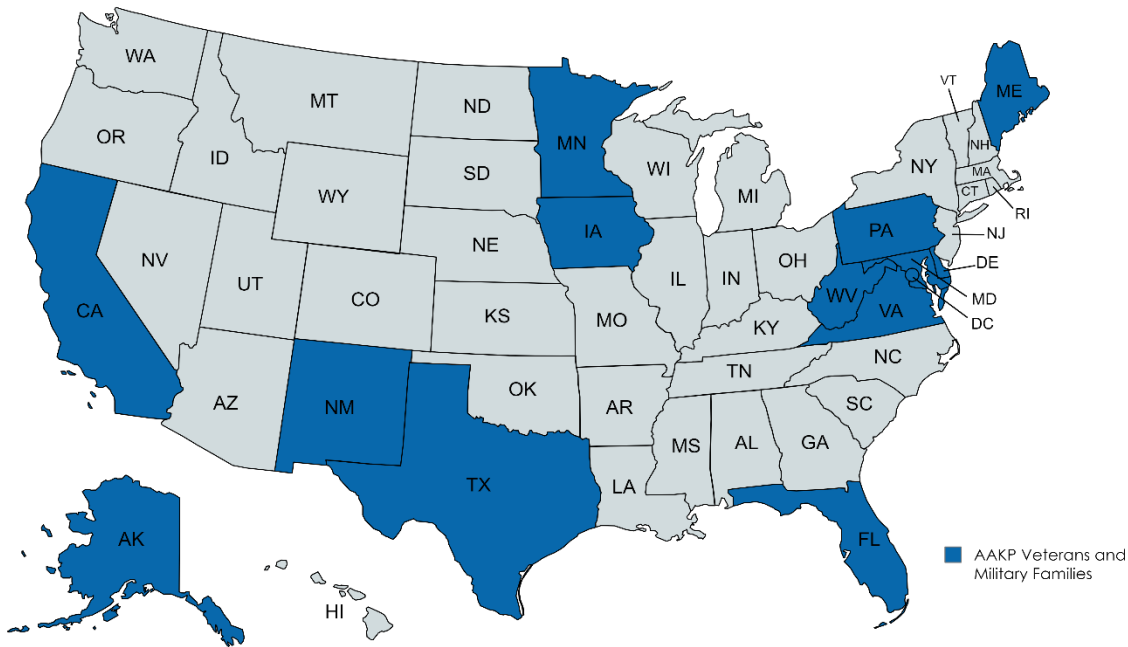 WA
MT
ND
MN
VT
ME
OR
ID
SD
WI
NY
NH
MA
WY
MI
CT
RI
NE
IA
PA
NJ
NV
UT
CO
IL
IN
OH
DE
CA
KS
MO
WV
VA
MD
KY
DC
NC
TN
AZ
NM
OK
AR
SC
MS
AL
GA
TX
LA
AK
FL
HI
AAKP Veterans and
Military Families